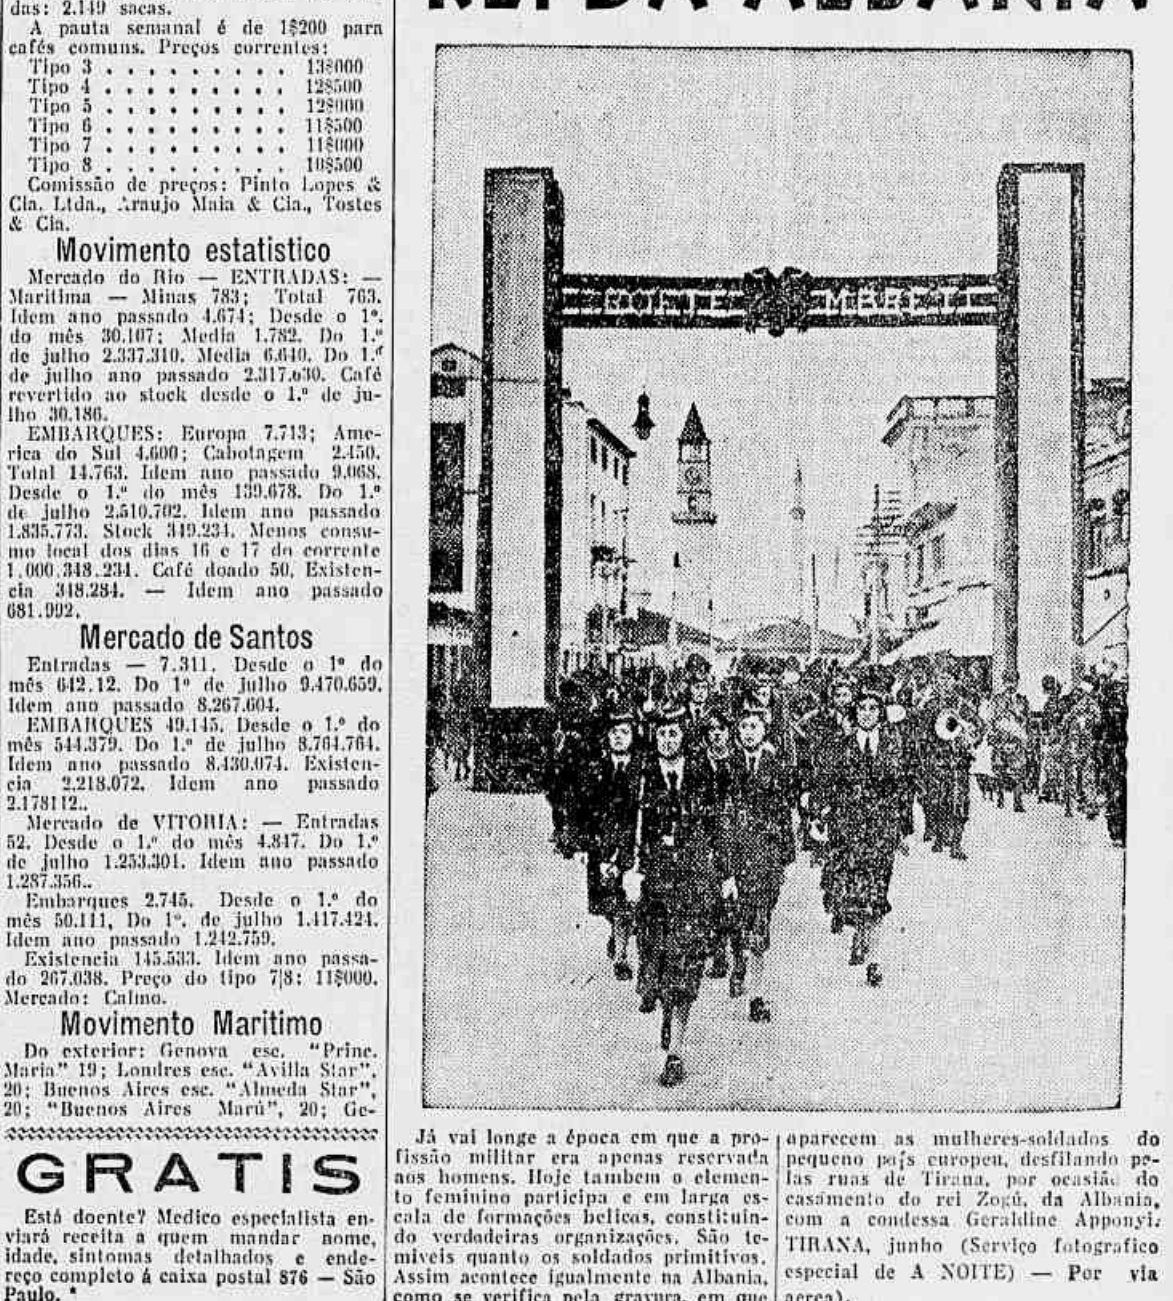 das: 2.149 sacas.
A pauta semanal é de 1$200 para
cafés comuns. Preços correntes:
Tipo 3 . . . . . . . . . . 13$000
Tipo 4 . . . . . . . . . . 12$500
Tipo 5 . . . . . . . . . . 12$000
Tipo 6 . . . . . . . . . . 11$500
Tipo 7 . . . . . . . . . . 11$000
Tipo 8 . . . . . . . . . . 10$500
Comissão de preços: Pinto Lopes &
Cia. Ltda., Araujo Maia & Cia., Tostes
& Cia.
Movimento estatistico
Mercado do Rio — ENTRADAS: —
Maritima — Minas 783; Total 763.
Idem ano passado 4.674; Desde o 1º.
do mês 30.107; Media 1.782. Do 1.º
de julho 2.337.310. Media 6.640. Do 1.º
de julho ano passado 2.317.630. Café
revertido ao stock desde o 1.º de ju-
lho 30.186.
EMBARQUES: Europa 7.713; Ame-
rica do Sul 4.600; Cabotagem 2.450.
Total 14.763. Idem ano passado 9.068.
Desde o 1.º do mês 139.678. Do 1.º
de julho 2.510.702. Idem ano passado
1.835.773. Stock 349.234. Menos consu-
mo local dos dias 16 e 17 do corrente
1.000,348.234. Café doado 50, Existen-
cia 348.284. — Idem ano passado
681.992.
Mercado de Santos
Entradas — 7.311. Desde o 1º do
mês 642.12. Do 1º de Julho 9.470.659.
Idem ano passado 8.267.604.
EMBARQUES 49.145. Desde o 1.º do
mês 544.379. Do 1.º de julho 8.764.764.
Idem ano passado 8.430.074. Existen-
cia 2.218.072. Idem ano passado
2.178112..
Mercado de VITORIA: — Entradas
52. Desde o 1.º do mês 4.847. Do 1.º
de julho 1.253.301. Idem ano passado
1.287.356..
Embarques 2.745. Desde o 1.º do
mês 50.111, Do 1º. de julho 1.417.424.
Idem ano passado 1.242.759.
Existencia 145.533. Idem ano passa-
do 267.038. Preço do tipo 7|8: 11$000.
Mercado: Calmo.
Movimento Maritimo
Do exterior: Genova esc. "Princ.
Maria" 19; Londres esc. "Avilla Star",
20; Buenos Aires esc. "Almeda Star",
20; "Buenos Aires Marú", 20; Ge-
GRATIS
Está doente? Medico especialista en-
viará receita a quem mandar nome,
idade, sintomas detalhados e ende-
reço completo á caixa postal 876 — São
Paulo. *
REI DA ALBANIA
Já vai longe a época em que a pro-
fissão militar era apenas reservada
aos homens. Hoje tambem o elemen-
to feminino participa e em larga es-
cala de formações belicas, constituin-
do verdadeiras organizações. São te-
miveis quanto os soldados primitivos.
Assim acontece igualmente na Albania,
como se verifica pela gravura, em que
aparecem as mulheres-soldados do
pequeno país europeu, desfilando pe-
las ruas de Tirana, por ocasião do
casamento do rei Zogú, da Albania,
com a condessa Geraldine Apponyi.
TIRANA, junho (Serviço fotografico
especial de A NOITE) — Por via
aerea).